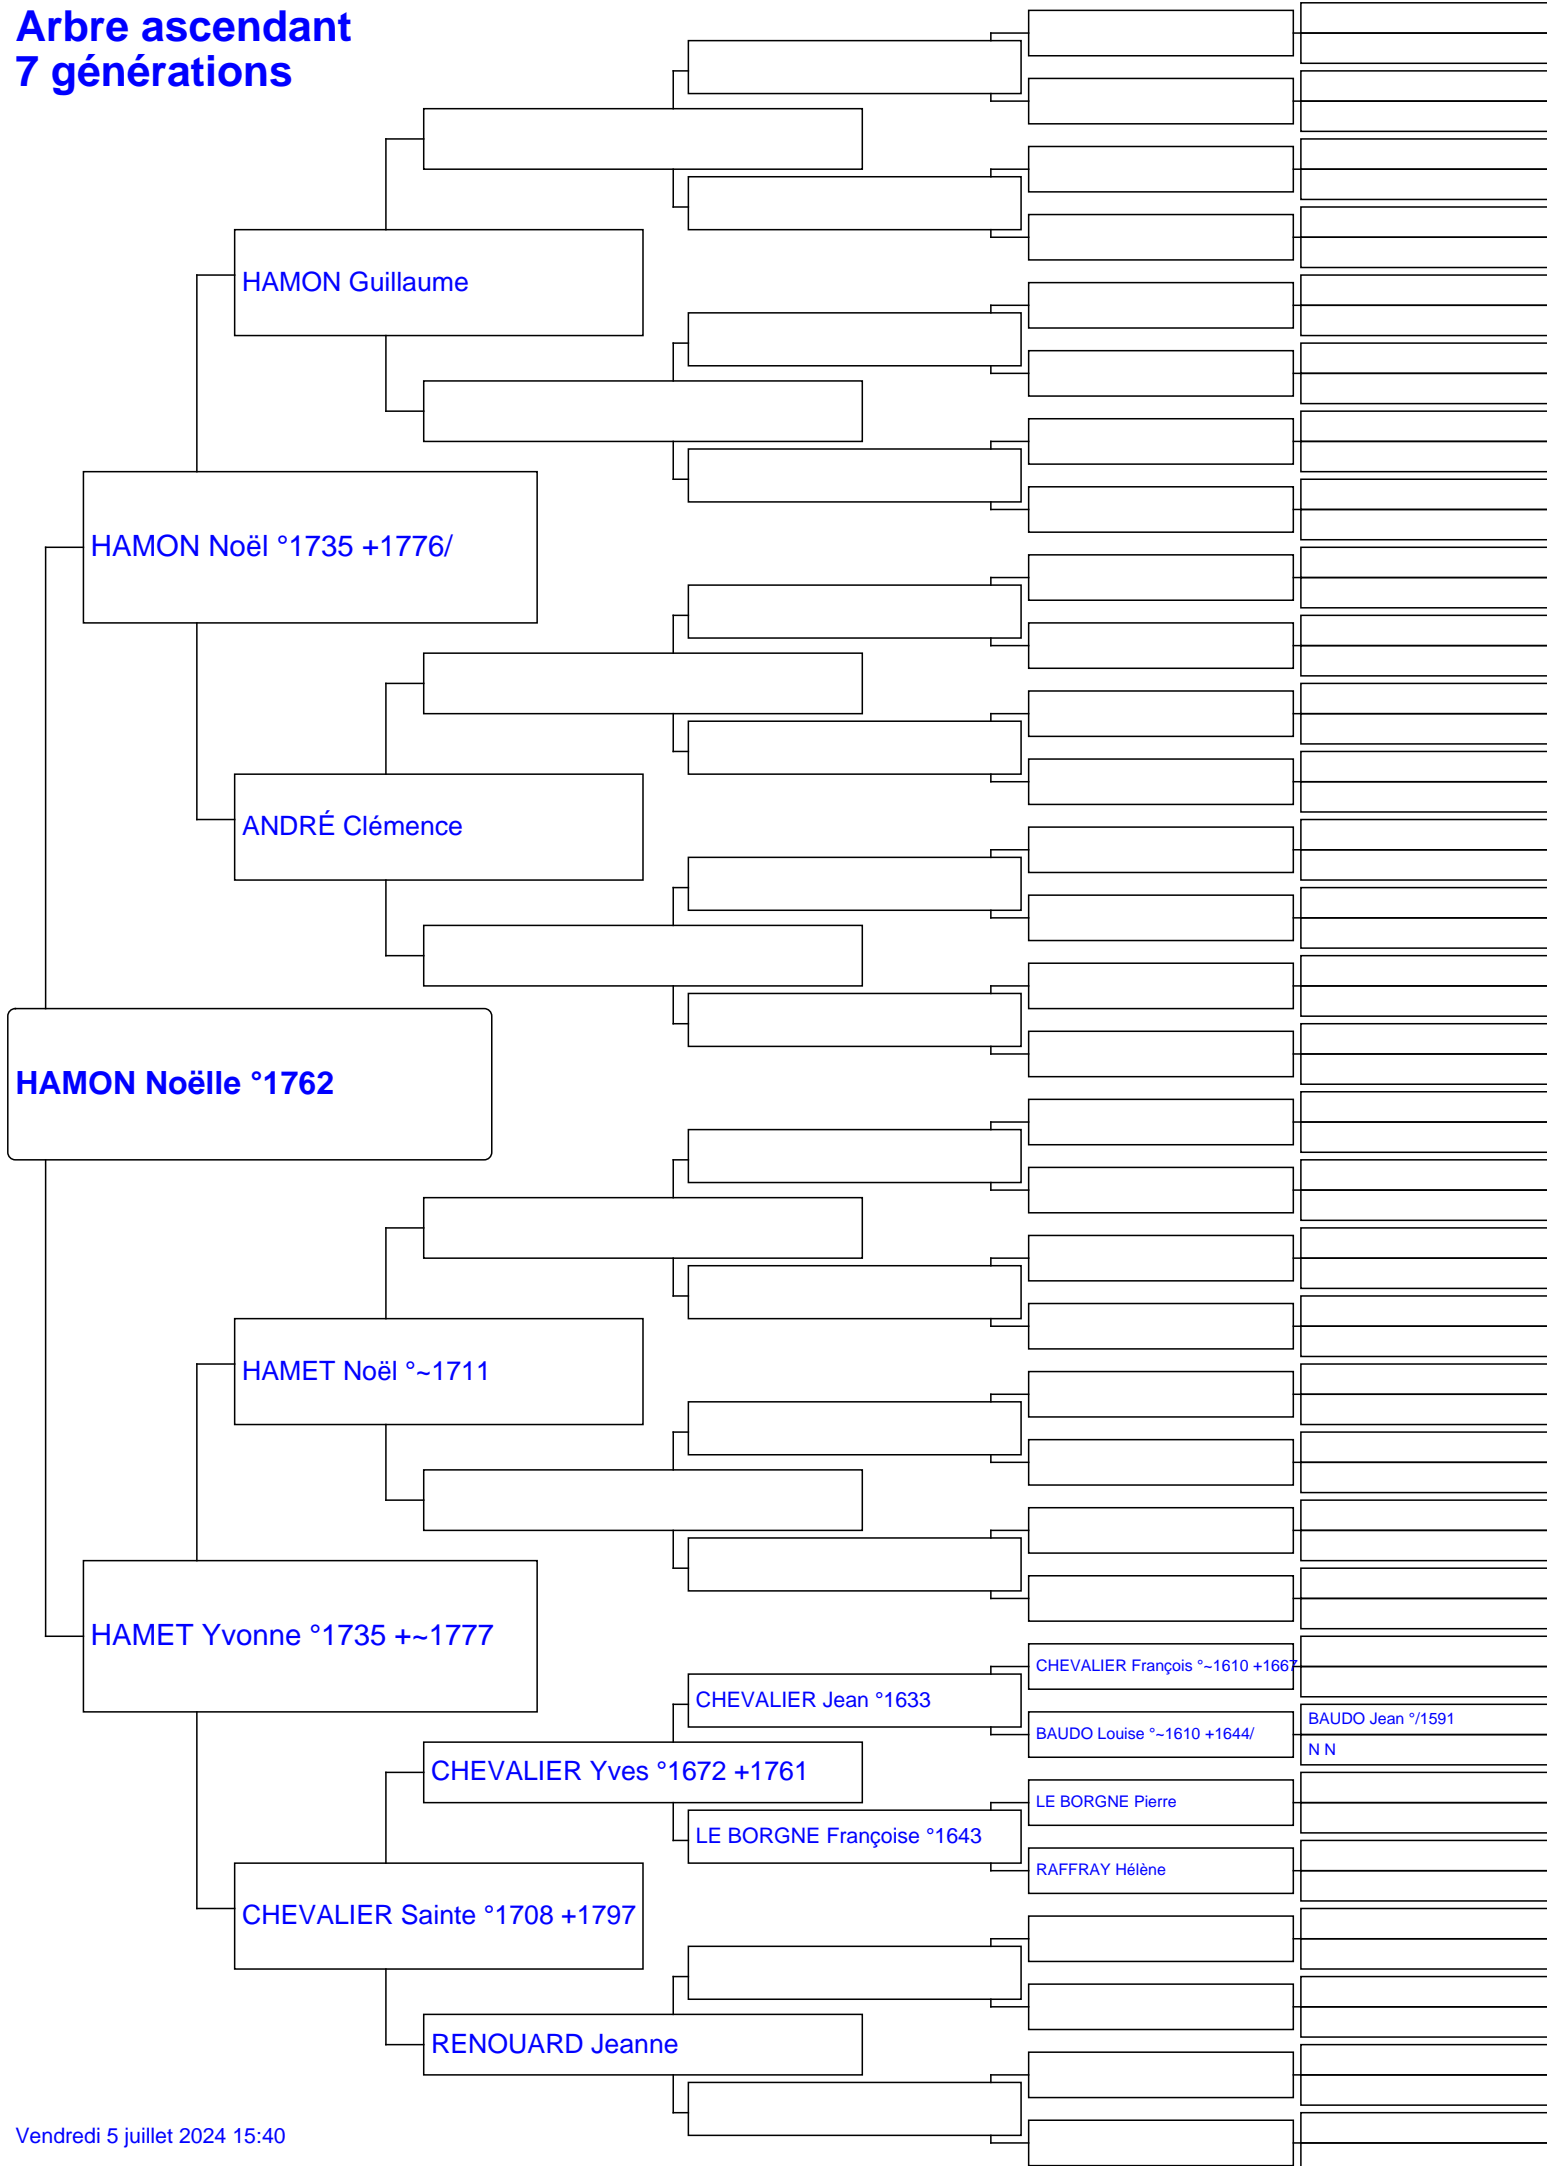 Arbre ascendant
7 générations
HAMON Guillaume
HAMON Noël °1735 +1776/
ANDRÉ Clémence
HAMON Noëlle °1762
HAMET Noël °~1711
HAMET Yvonne °1735 +~1777
CHEVALIER François °~1610 +1667
CHEVALIER Jean °1633
BAUDO Jean °/1591
BAUDO Louise °~1610 +1644/
N N
CHEVALIER Yves °1672 +1761
LE BORGNE Pierre
LE BORGNE Françoise °1643
RAFFRAY Hélène
CHEVALIER Sainte °1708 +1797
RENOUARD Jeanne
Vendredi 5 juillet 2024 15:40